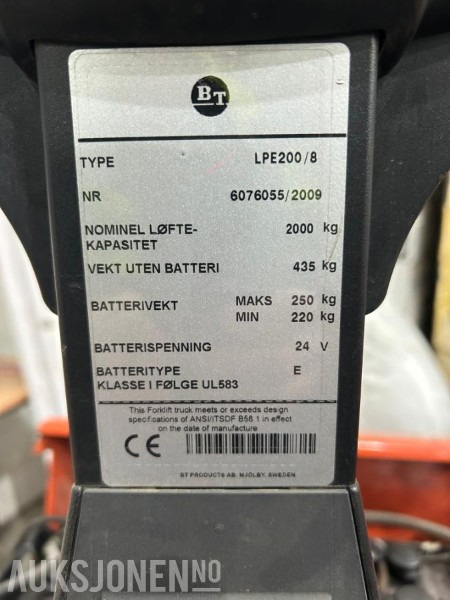 BT
TYPE LPE200/8
NR 6076055/2009
NOMINEL LØFTE- 2000 kg
KAPASITET
VEKT UTEN BATTERI 435 kg
BATTERIVEKT MAKS 250 kg
MIN 220 kg
BATTERISPENNING 24 V
BATTERITYPE E
KLASSE I FØLGE UL583
This Forklift truck meets or exceeds design
specifications of ANSI/ITSDF B56.1 in effect
on the date of manufacture
CE
BT PRODUCTS AB, MJÖLBY, SWEDEN
AUKSJONEN.NO